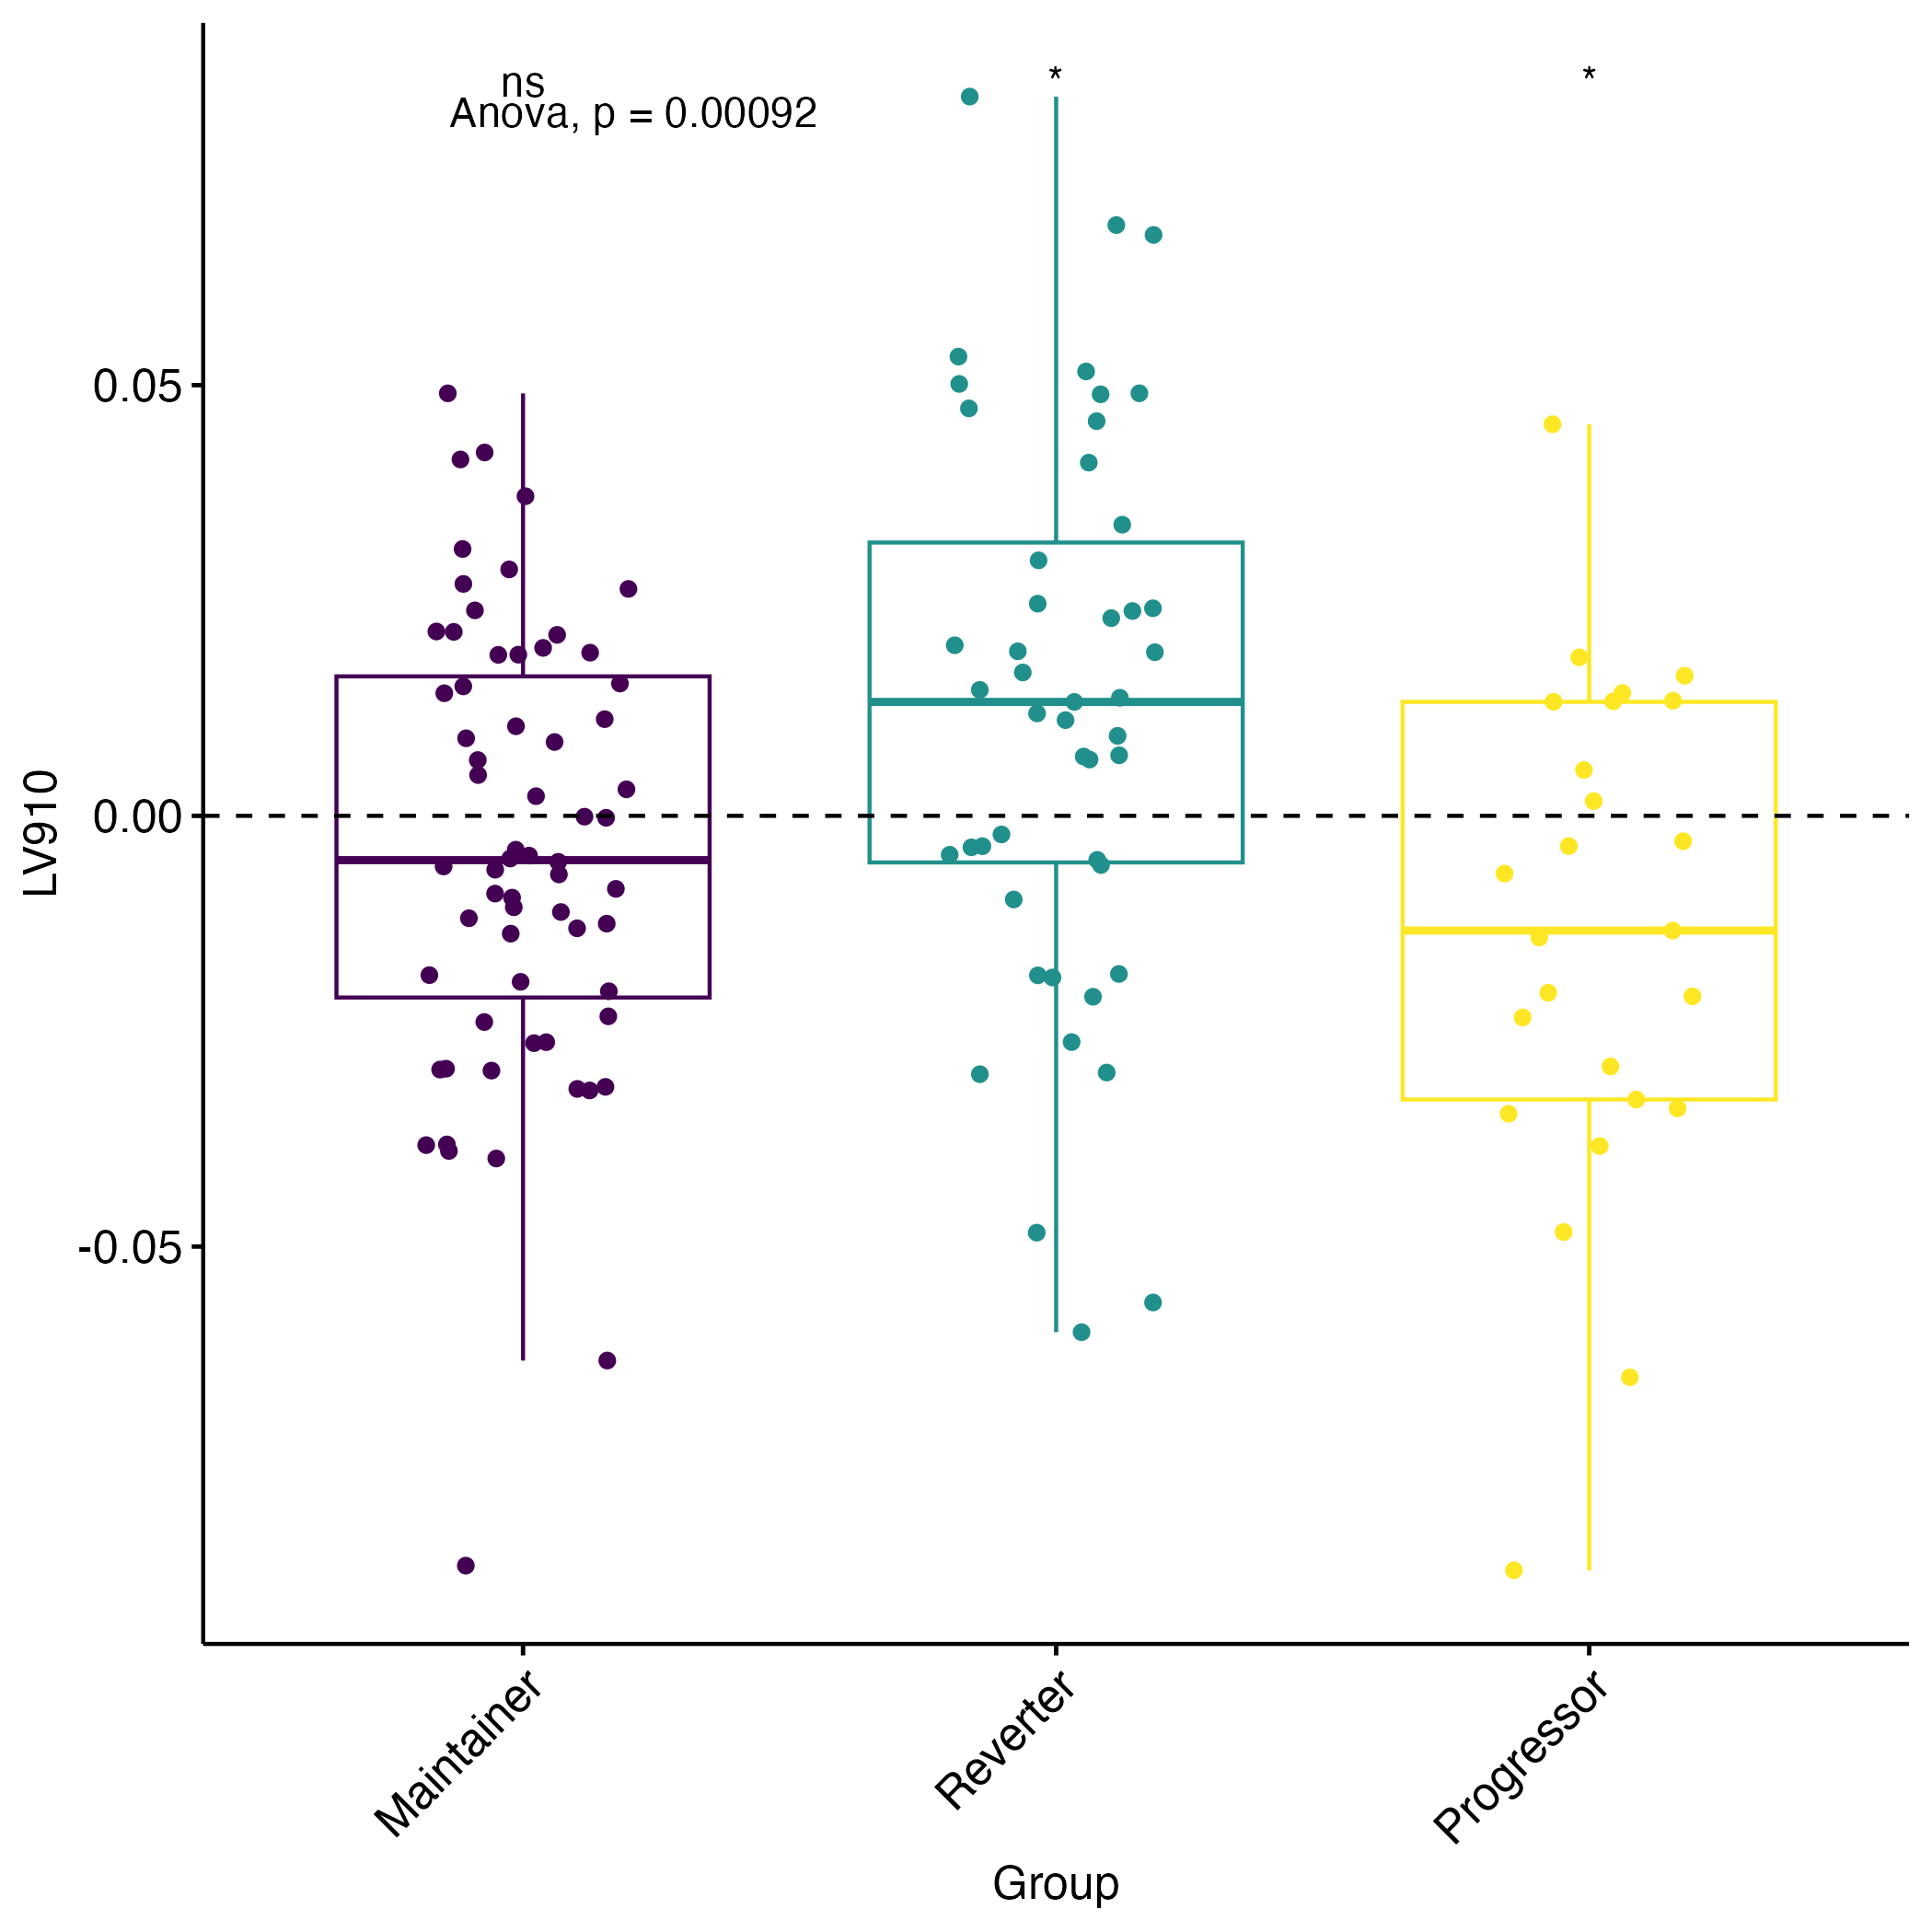 ns
*
*
Anova, p = 0.00092
0.05
0.00
-0.05
LV910
Maintainer
Reverter
Progressor
Group